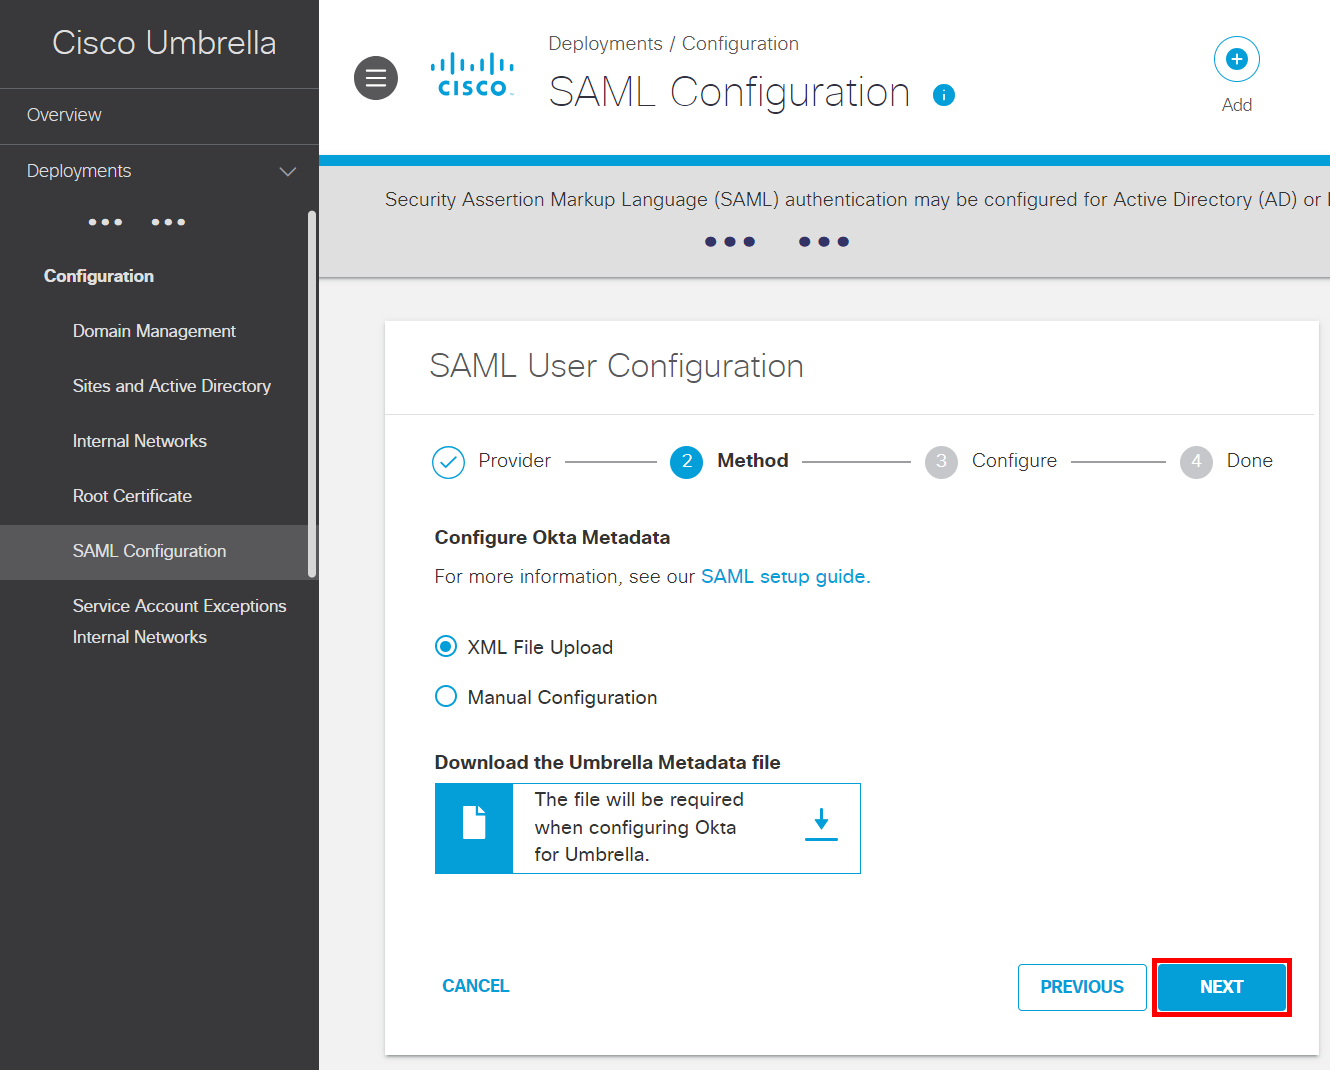 Cisco Umbrella
Overview
Deployments
Configuration
Domain Management
Sites and Active Directory
Internal Networks
Root Certificate
SAML Configuration
Service Account Exceptions
Internal Networks
CISCO
Deployments / Configuration
SAML Configuration
Add
Security Assertion Markup Language (SAML) authentication may be configured for Active Directory (AD) or
SAML User Configuration
Provider
2 Method
3 Configure
4 Done
Configure Okta Metadata
For more information, see our SAML setup guide.
XML File Upload
Manual Configuration
Download the Umbrella Metadata file
The file will be required
when configuring Okta
for Umbrella.
CANCEL
PREVIOUS
NEXT